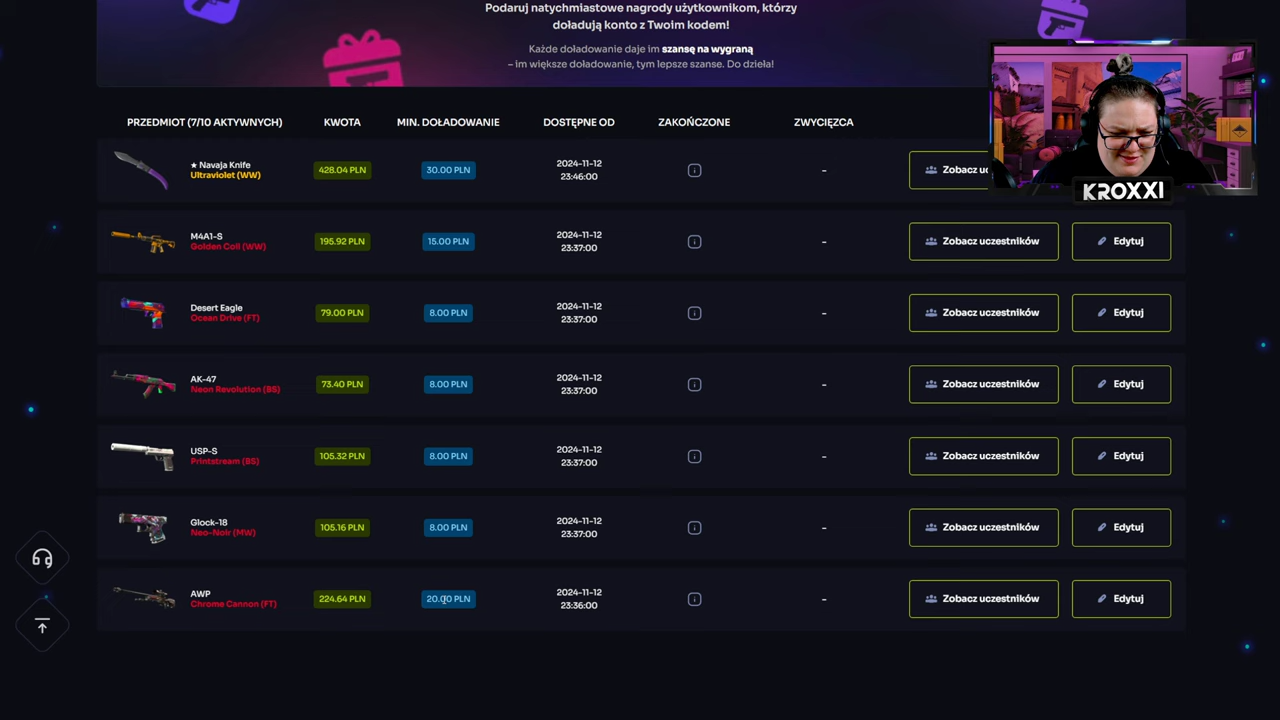 Podaruj natychmiastowe nagrody użytkownikom, którzy
doładują konto z Twoim kodem!
Każde doładowanie daje im szansę na wygraną
– im większe doładowanie, tym lepsze szanse. Do dzieła!
PRZEDMIOT (7/10 AKTYWNYCH) KWOTA MIN. DOŁADOWANIE DOSTĘPNE OD ZAKOŃCZONE ZWYCIĘZCA
★ Navaja Knife
Ultraviolet (WW)
428.04 PLN
30.00 PLN
2024-11-12
23:46:00
-
Zobacz uc
KROXXI
M4A1-S
Golden Coil (WW)
195.92 PLN
15.00 PLN
2024-11-12
23:37:00
-
Zobacz uczestników
Edytuj
Desert Eagle
Ocean Drive (FT)
79.00 PLN
8.00 PLN
2024-11-12
23:37:00
-
Zobacz uczestników
Edytuj
AK-47
Neon Revolution (BS)
73.40 PLN
8.00 PLN
2024-11-12
23:37:00
-
Zobacz uczestników
Edytuj
USP-S
Printstream (BS)
105.32 PLN
8.00 PLN
2024-11-12
23:37:00
-
Zobacz uczestników
Edytuj
Glock-18
Neo-Noir (MW)
105.16 PLN
8.00 PLN
2024-11-12
23:37:00
-
Zobacz uczestników
Edytuj
AWP
Chrome Cannon (FT)
224.64 PLN
20.00 PLN
2024-11-12
23:36:00
-
Zobacz uczestników
Edytuj